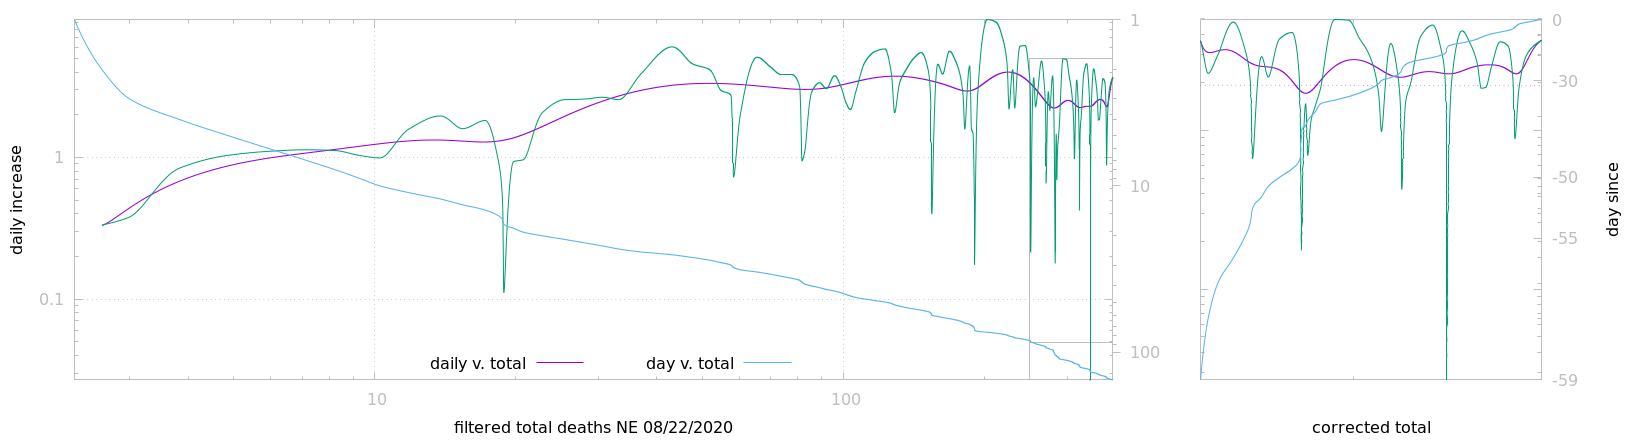 daily increase
1
0.1
10
100
1
10
100
daily v. total
day v. total
filtered total deaths NE 08/22/2020
0
-30
-50
-55
-59
day since
corrected total